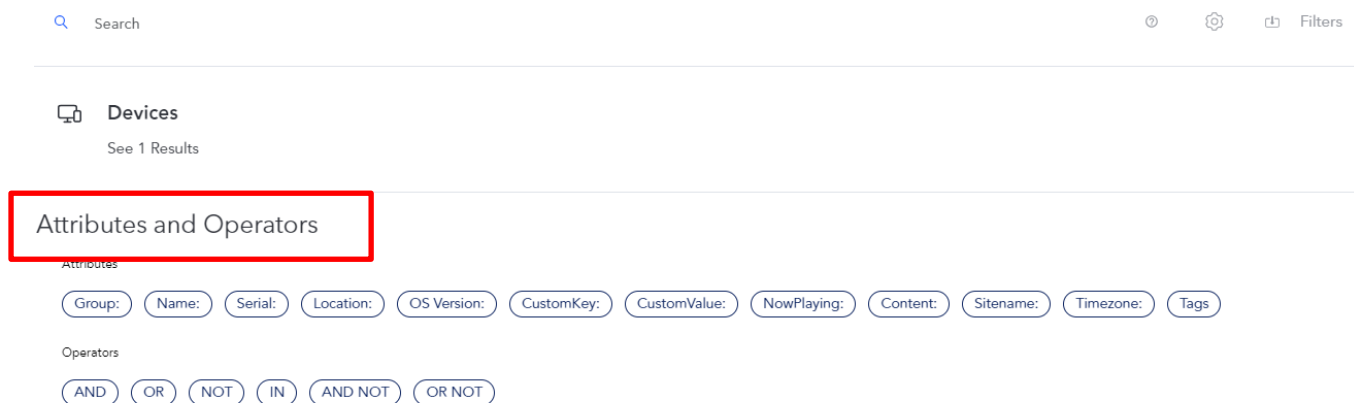 Search Filters
Devices
See 1 Results
Attributes and Operators
Attributes
Group: Name: Serial: Location: OS Version: CustomKey: CustomValue: NowPlaying: Content: Sitename: Timezone: Tags
Operators
AND OR NOT IN AND NOT OR NOT